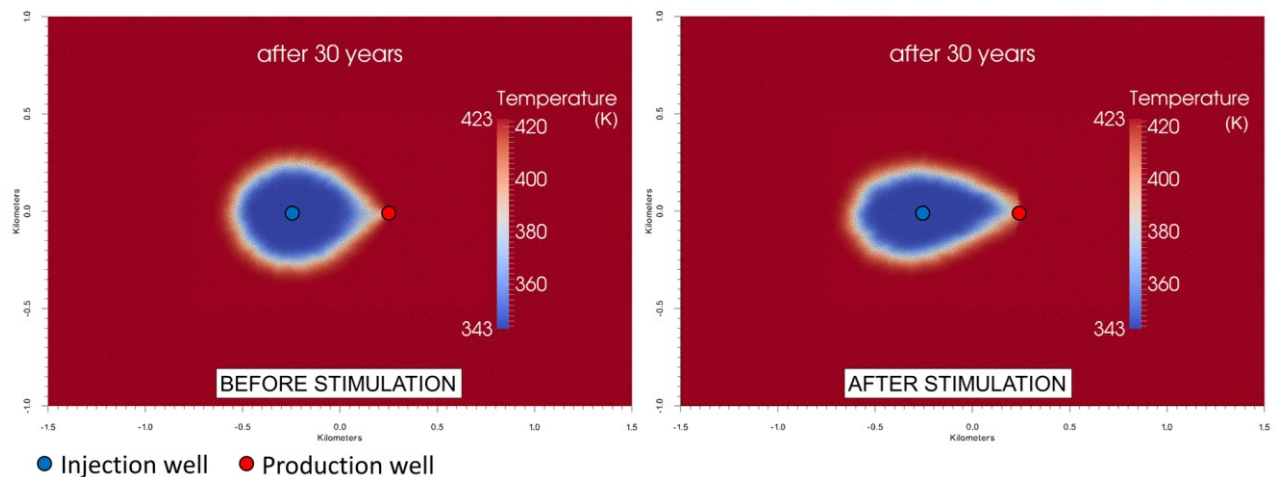 after 30 years
Temperature
(K)
423
420
400
380
360
343
BEFORE STIMULATION
1.0
0.5
0.0
-0.5
-1.0
Kilometers
-1.5
-1.0
-0.5
0.0
0.5
1.0
1.5
Kilometers
after 30 years
Temperature
(K)
423
420
400
380
360
343
AFTER STIMULATION
1.0
0.5
0.0
-0.5
-1.0
Kilometers
-1.5
-1.0
-0.5
0.0
0.5
1.0
1.5
Kilometers
Injection well
Production well